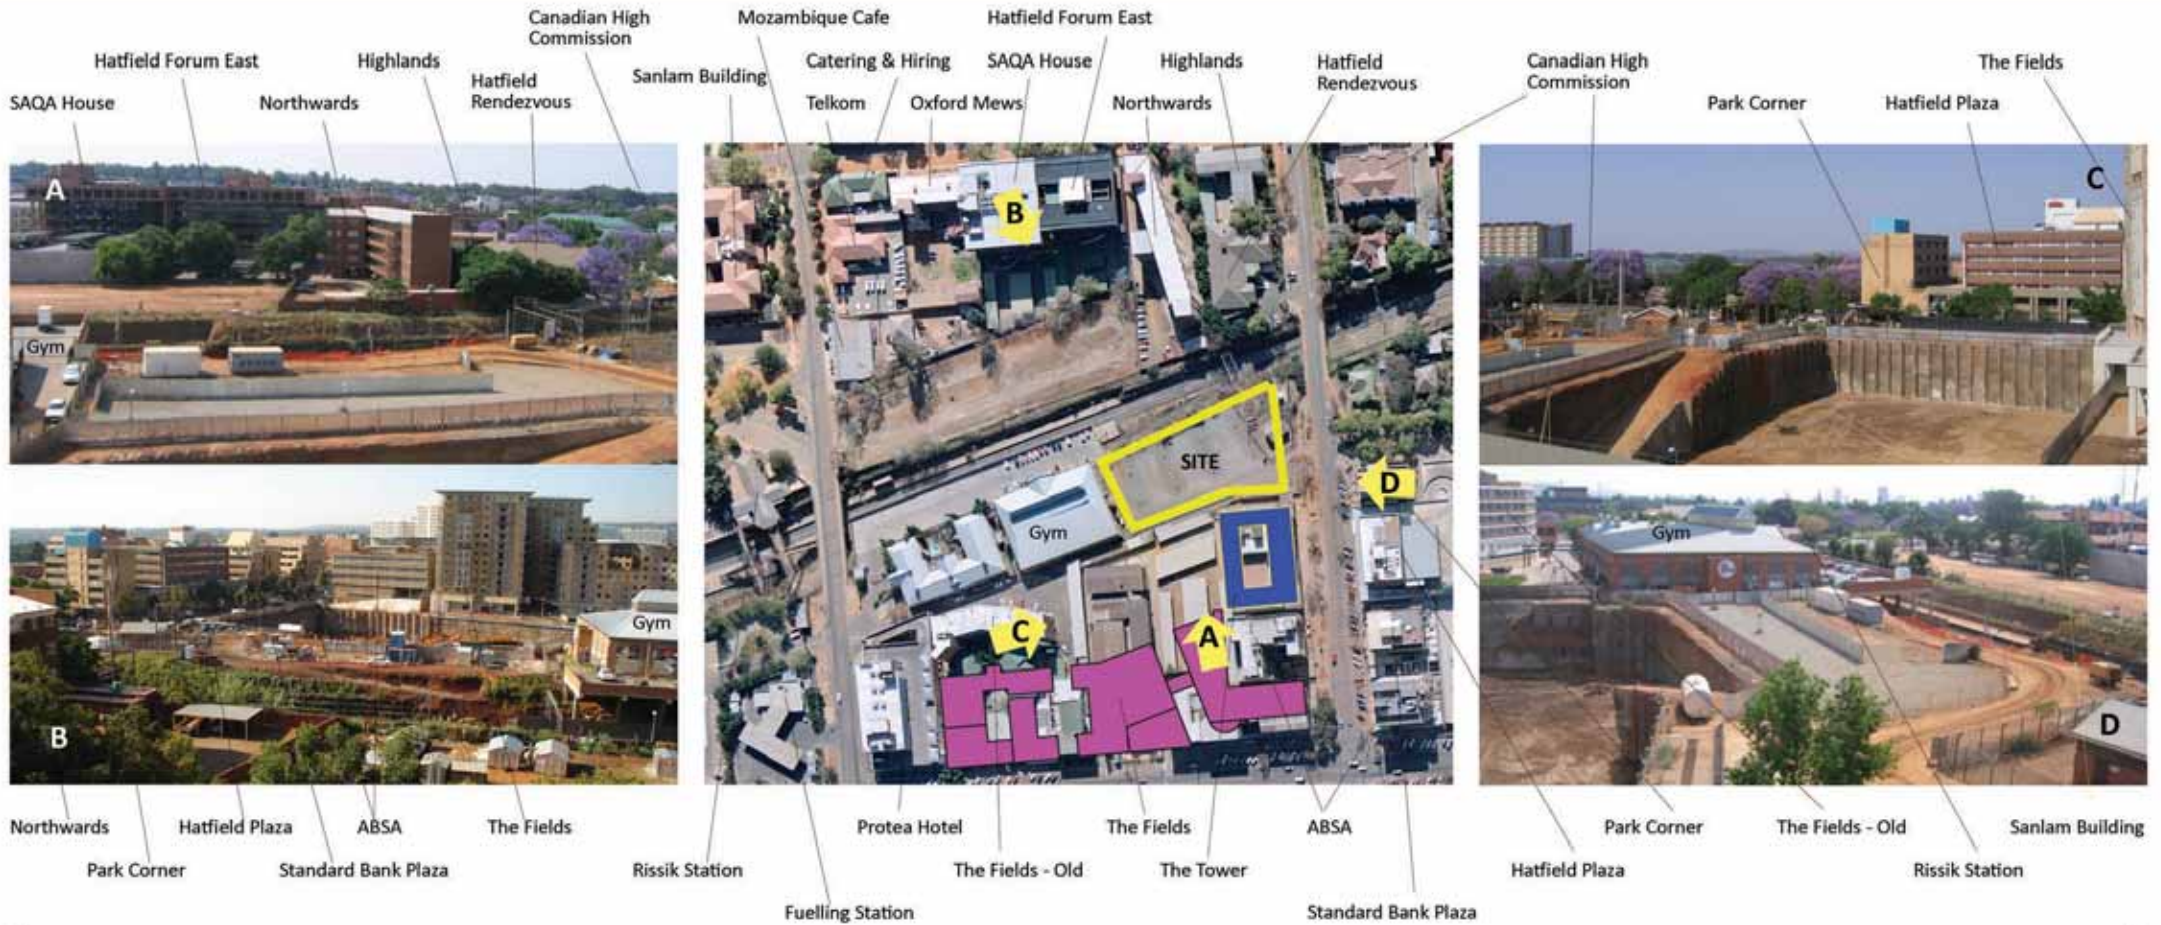 Canadian High
Commission
Mozambique Cafe
Hatfield Forum East
Hatfield Forum East
Highlands
Hatfield
Rendezvous
Sanlam Building
Catering & Hiring
SAQA House
Highlands
Hatfield
Rendezvous
Canadian High
Commission
The Fields
SAQA House
Northwards
Telkom
Oxford Mews
Northwards
Park Corner
Hatfield Plaza
A
Gym
B
Gym
B
SITE
D
Gym
C
A
C
Gym
D
Northwards
Hatfield Plaza
ABSA
The Fields
Protea Hotel
The Fields
ABSA
Park Corner
The Fields - Old
Sanlam Building
Park Corner
Standard Bank Plaza
Rissik Station
The Fields - Old
The Tower
Hatfield Plaza
Rissik Station
Fuelling Station
Standard Bank Plaza